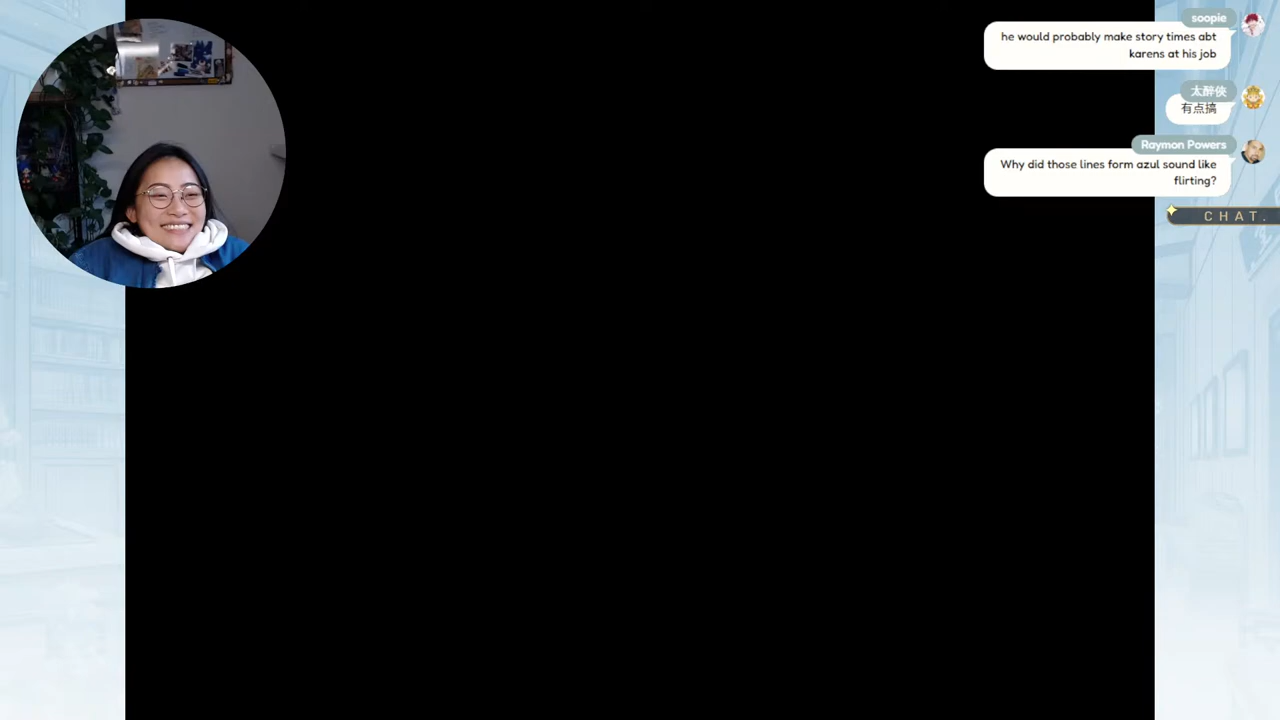 soopie
he would probably make story times abt
karens at his job
太醉俠
有点搞
Raymon Powers
Why did those lines form azul sound like
flirting?
CHAT.